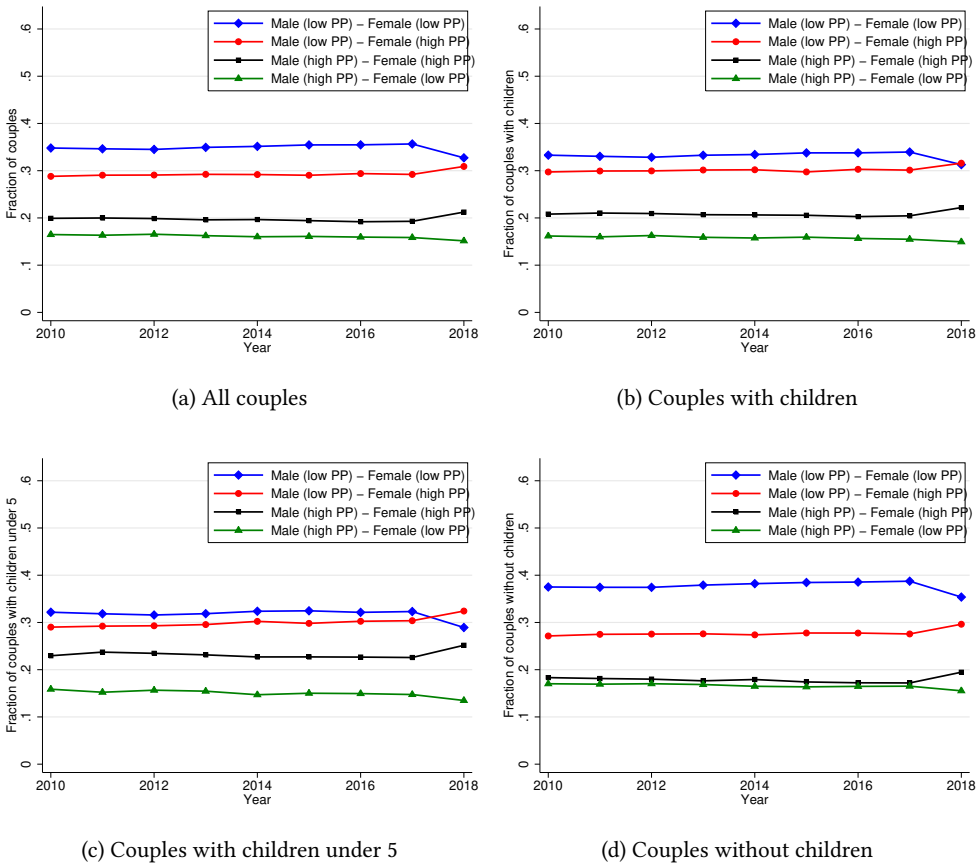 Male (low PP) – Female (low PP)
Male (low PP) – Female (high PP)
Male (high PP) – Female (high PP)
Male (high PP) – Female (low PP)
Fraction of couples
0 .1 .2 .3 .4 .5 .6
2010 2012 2014 2016 2018
Year
(a) All couples
Male (low PP) – Female (low PP)
Male (low PP) – Female (high PP)
Male (high PP) – Female (high PP)
Male (high PP) – Female (low PP)
Fraction of couples with children
0 .1 .2 .3 .4 .5 .6
2010 2012 2014 2016 2018
Year
(b) Couples with children
Male (low PP) – Female (low PP)
Male (low PP) – Female (high PP)
Male (high PP) – Female (high PP)
Male (high PP) – Female (low PP)
Fraction of couples with children under 5
0 .1 .2 .3 .4 .5 .6
2010 2012 2014 2016 2018
Year
(c) Couples with children under 5
Male (low PP) – Female (low PP)
Male (low PP) – Female (high PP)
Male (high PP) – Female (high PP)
Male (high PP) – Female (low PP)
Fraction of couples without children
0 .1 .2 .3 .4 .5 .6
2010 2012 2014 2016 2018
Year
(d) Couples without children